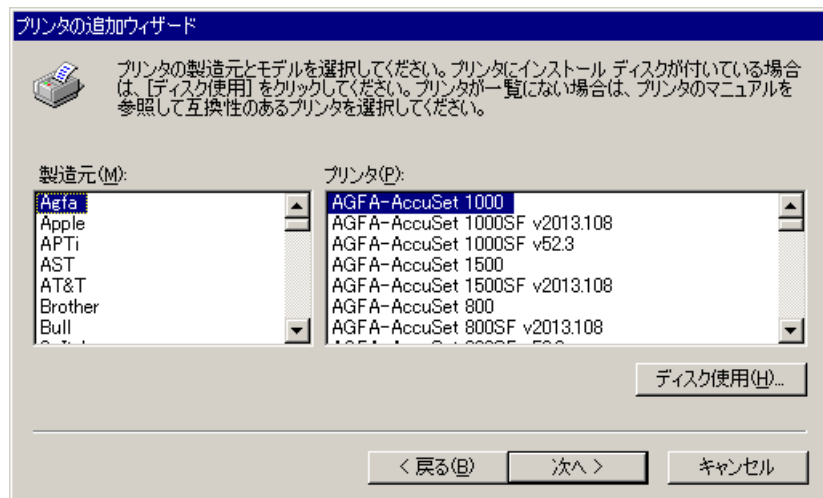 プリンタの追加ウィザード
プリンタの製造元とモデルを選択してください。プリンタにインストール ディスクが付いている場合
は、[ディスク使用] をクリックしてください。プリンタが一覧にない場合は、プリンタのマニュアルを
参照して互換性のあるプリンタを選択してください。
製造元(M):
Agfa
Apple
APTi
AST
AT&T
Brother
Bull
プリンタ(P):
AGFA-AccuSet 1000
AGFA-AccuSet 1000SF v2013.108
AGFA-AccuSet 1000SF v52.3
AGFA-AccuSet 1500
AGFA-AccuSet 1500SF v2013.108
AGFA-AccuSet 800
AGFA-AccuSet 800SF v2013.108
ディスク使用(H)...
< 戻る(B)
次へ >
キャンセル